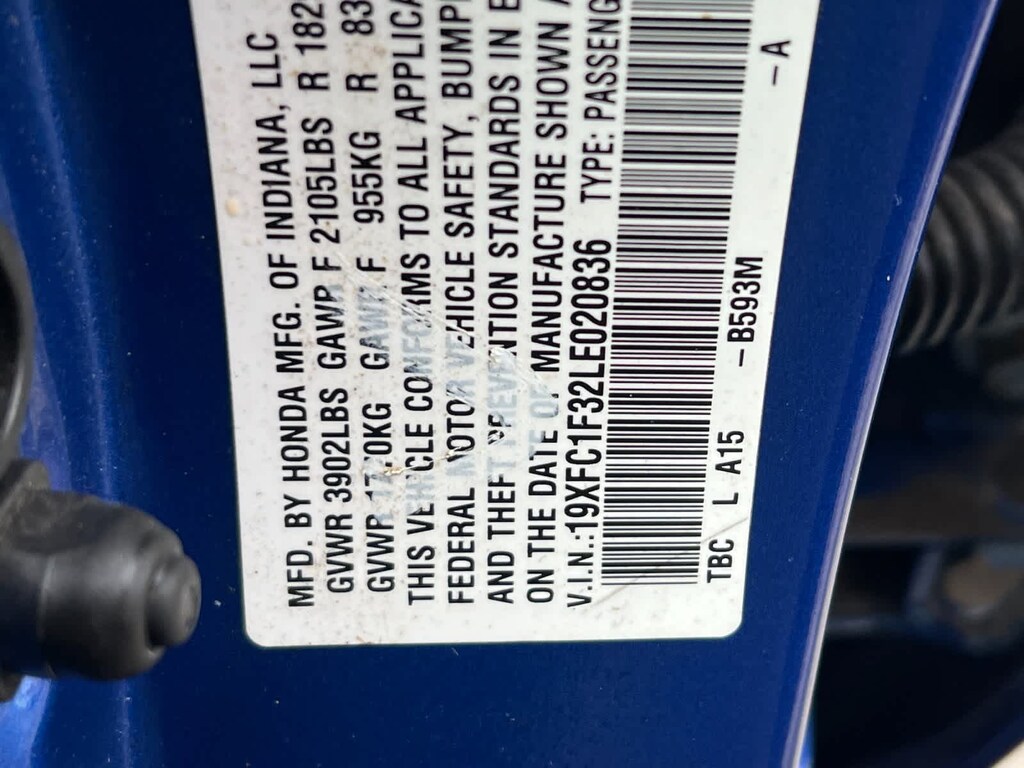 MFD. BY HONDA MFG. OF INDIANA, LLC
GVWR 3902LBS GAWR F 2105LBS R 182
GVWR 1770KG GAWR F 955KG R 83
THIS VEHICLE CONFORMS TO ALL APPLICA
FEDERAL MOTOR VEHICLE SAFETY, BUMP
AND THEFT PREVENTION STANDARDS IN E
ON THE DATE OF MANUFACTURE SHOWN A
V.I.N.:19XFC1F32LE020836 TYPE: PASSENG
TBC L A15 –B593M –A